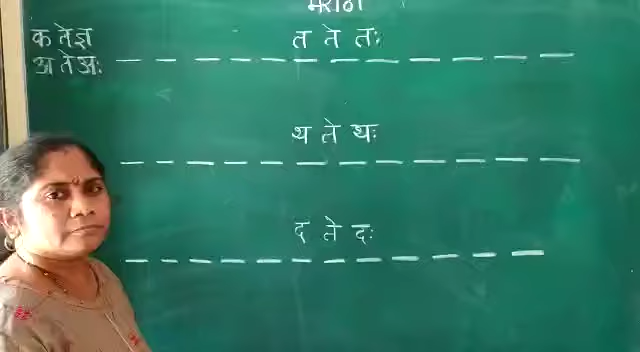 मराठी
क ते ज्ञ
अ ते अः
त ते तः
थ ते थः
द ते दः